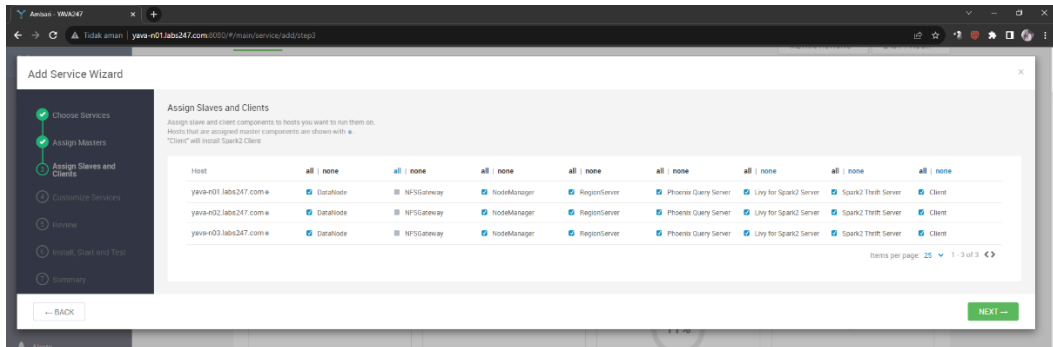 Ambari - YAVA247
Tidak aman | yava-n01.labs247.com:8080/#/main/service/add/step3
Add Service Wizard
Choose Services
Assign Masters
3 Assign Slaves and
Clients
4 Customize Services
5 Review
6 Install, Start and Test
7 Summary
Assign Slaves and Clients
Assign slave and client components to hosts you want to run them on.
Hosts that are assigned master components are shown with
"Client" will install Spark2 Client
Host all | none all | none all | none all | none all | none all | none all | none all | none
yava-n01.labs247.com DataNode NFSGateway NodeManager RegionServer Phoenix Query Server Livy for Spark2 Server Spark2 Thrift Server Client
yava-n02.labs247.com DataNode NFSGateway NodeManager RegionServer Phoenix Query Server Livy for Spark2 Server Spark2 Thrift Server Client
yava-n03.labs247.com DataNode NFSGateway NodeManager RegionServer Phoenix Query Server Livy for Spark2 Server Spark2 Thrift Server Client
Items per page: 25 1 - 3 of 3
← BACK
NEXT →